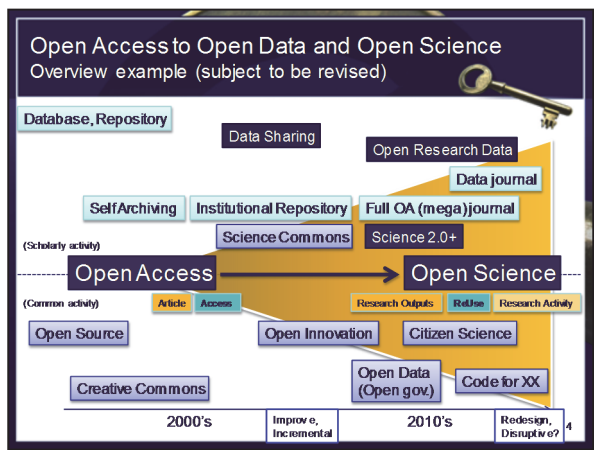 Open Access to Open Data and Open Science
Overview example (subject to be revised)
Database, Repository
Data Sharing
Open Research Data
Data journal
Self Archiving
Institutional Repository
Full OA (mega)journal
Science Commons
Science 2.0+
(Scholarly activity)
Open Access
Open Science
(Common activity)
Article
Access
Research Outputs
ReUse
Research Activity
Open Source
Open Innovation
Citizen Science
Creative Commons
Open Data
(Open gov.)
Code for XX
2000's
Improve,
Incremental
2010's
Redesign,
Disruptive?
4